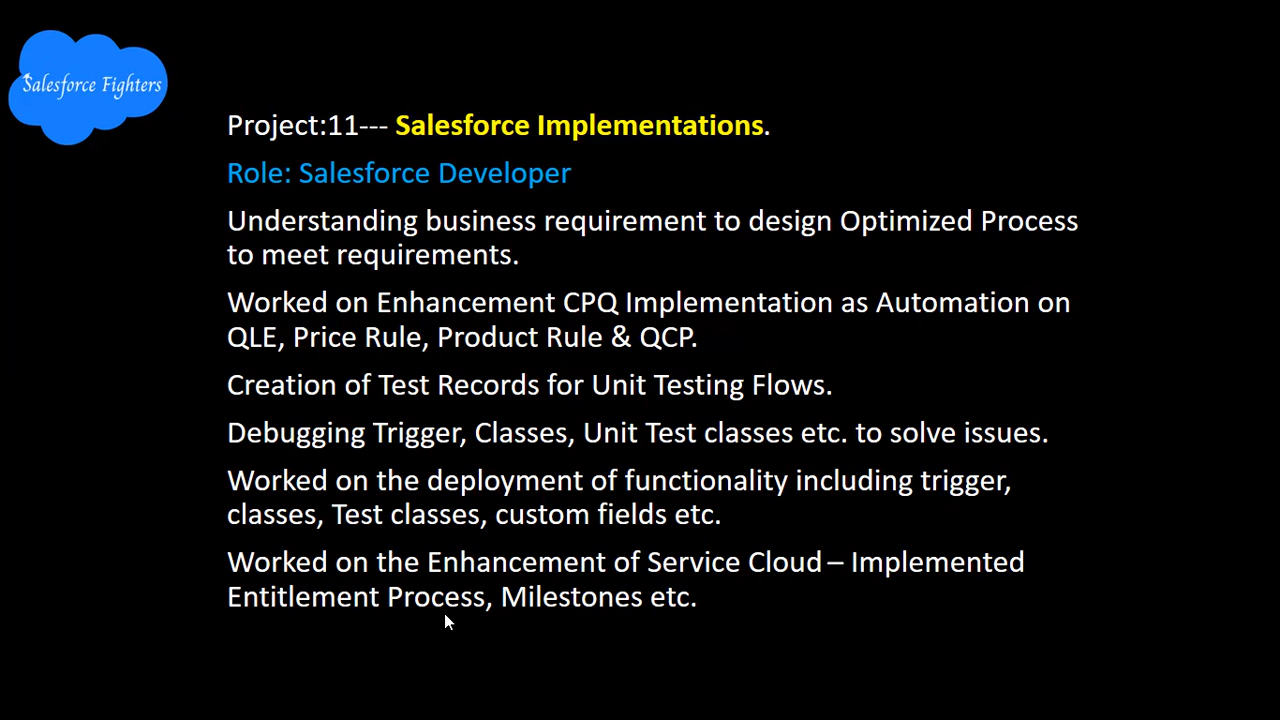 Salesforce Fighters
Project:11--- Salesforce Implementations.
Role: Salesforce Developer
Understanding business requirement to design Optimized Process
to meet requirements.
Worked on Enhancement CPQ Implementation as Automation on
QLE, Price Rule, Product Rule & QCP.
Creation of Test Records for Unit Testing Flows.
Debugging Trigger, Classes, Unit Test classes etc. to solve issues.
Worked on the deployment of functionality including trigger,
classes, Test classes, custom fields etc.
Worked on the Enhancement of Service Cloud – Implemented
Entitlement Process, Milestones etc.